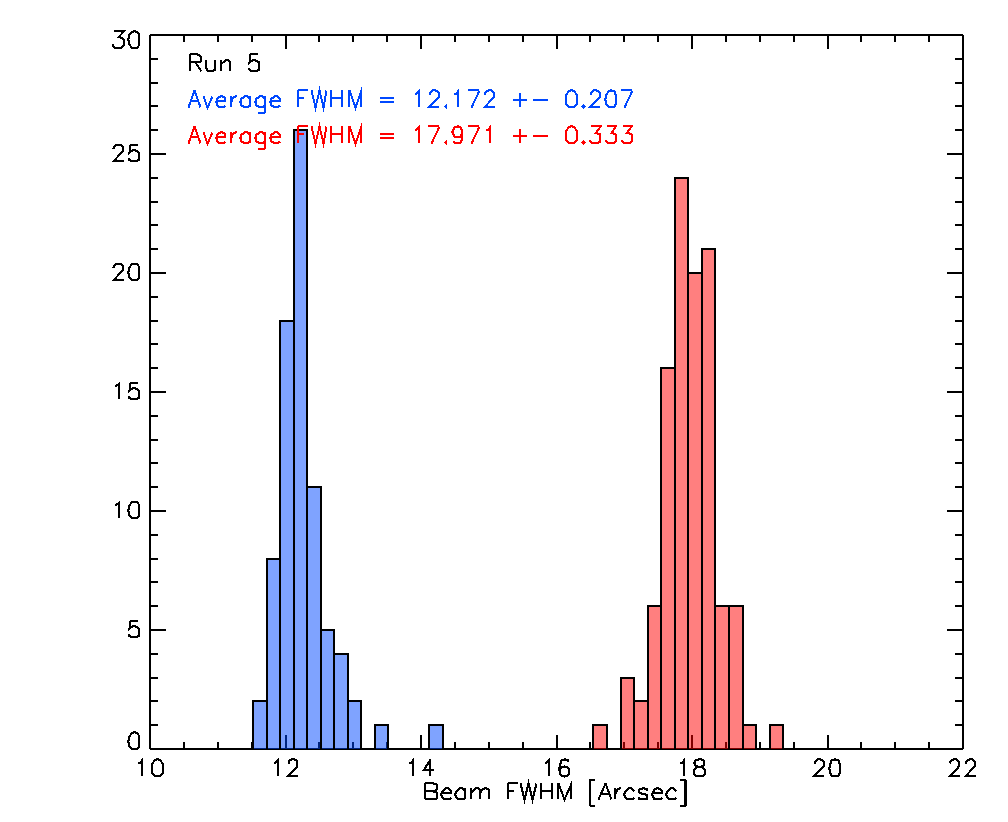 30
Run 5
Average FWHM = 12.172 +- 0.207
Average FWHM = 17.971 +- 0.333
25
20
15
10
5
0
10 12 14 16 18 20 22
Beam FWHM [Arcsec]